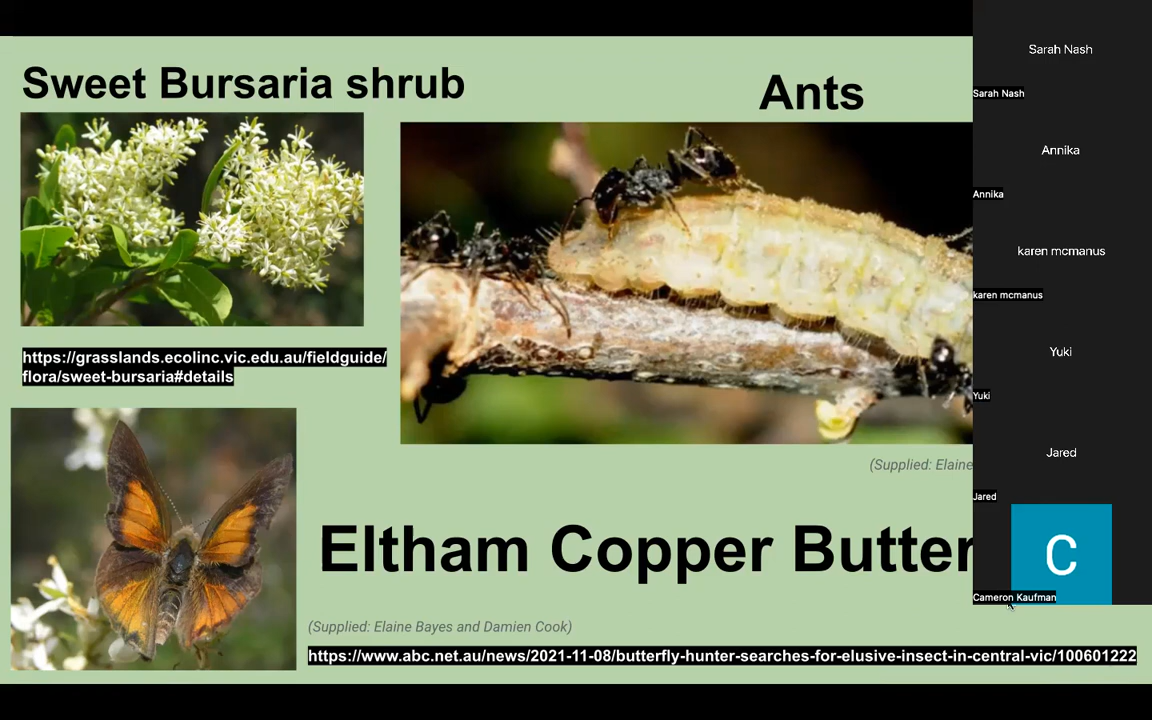 Sweet Bursaria shrub
Ants
https://grasslands.ecolinc.vic.edu.au/fieldguide/
flora/sweet-bursaria#details
(Supplied: Elaine
Eltham Copper Butter
(Supplied: Elaine Bayes and Damien Cook)
https://www.abc.net.au/news/2021-11-08/butterfly-hunter-searches-for-elusive-insect-in-central-vic/100601222
Sarah Nash
Sarah Nash
Annika
Annika
karen mcmanus
karen mcmanus
Yuki
Yuki
Jared
Jared
C
Cameron Kaufman